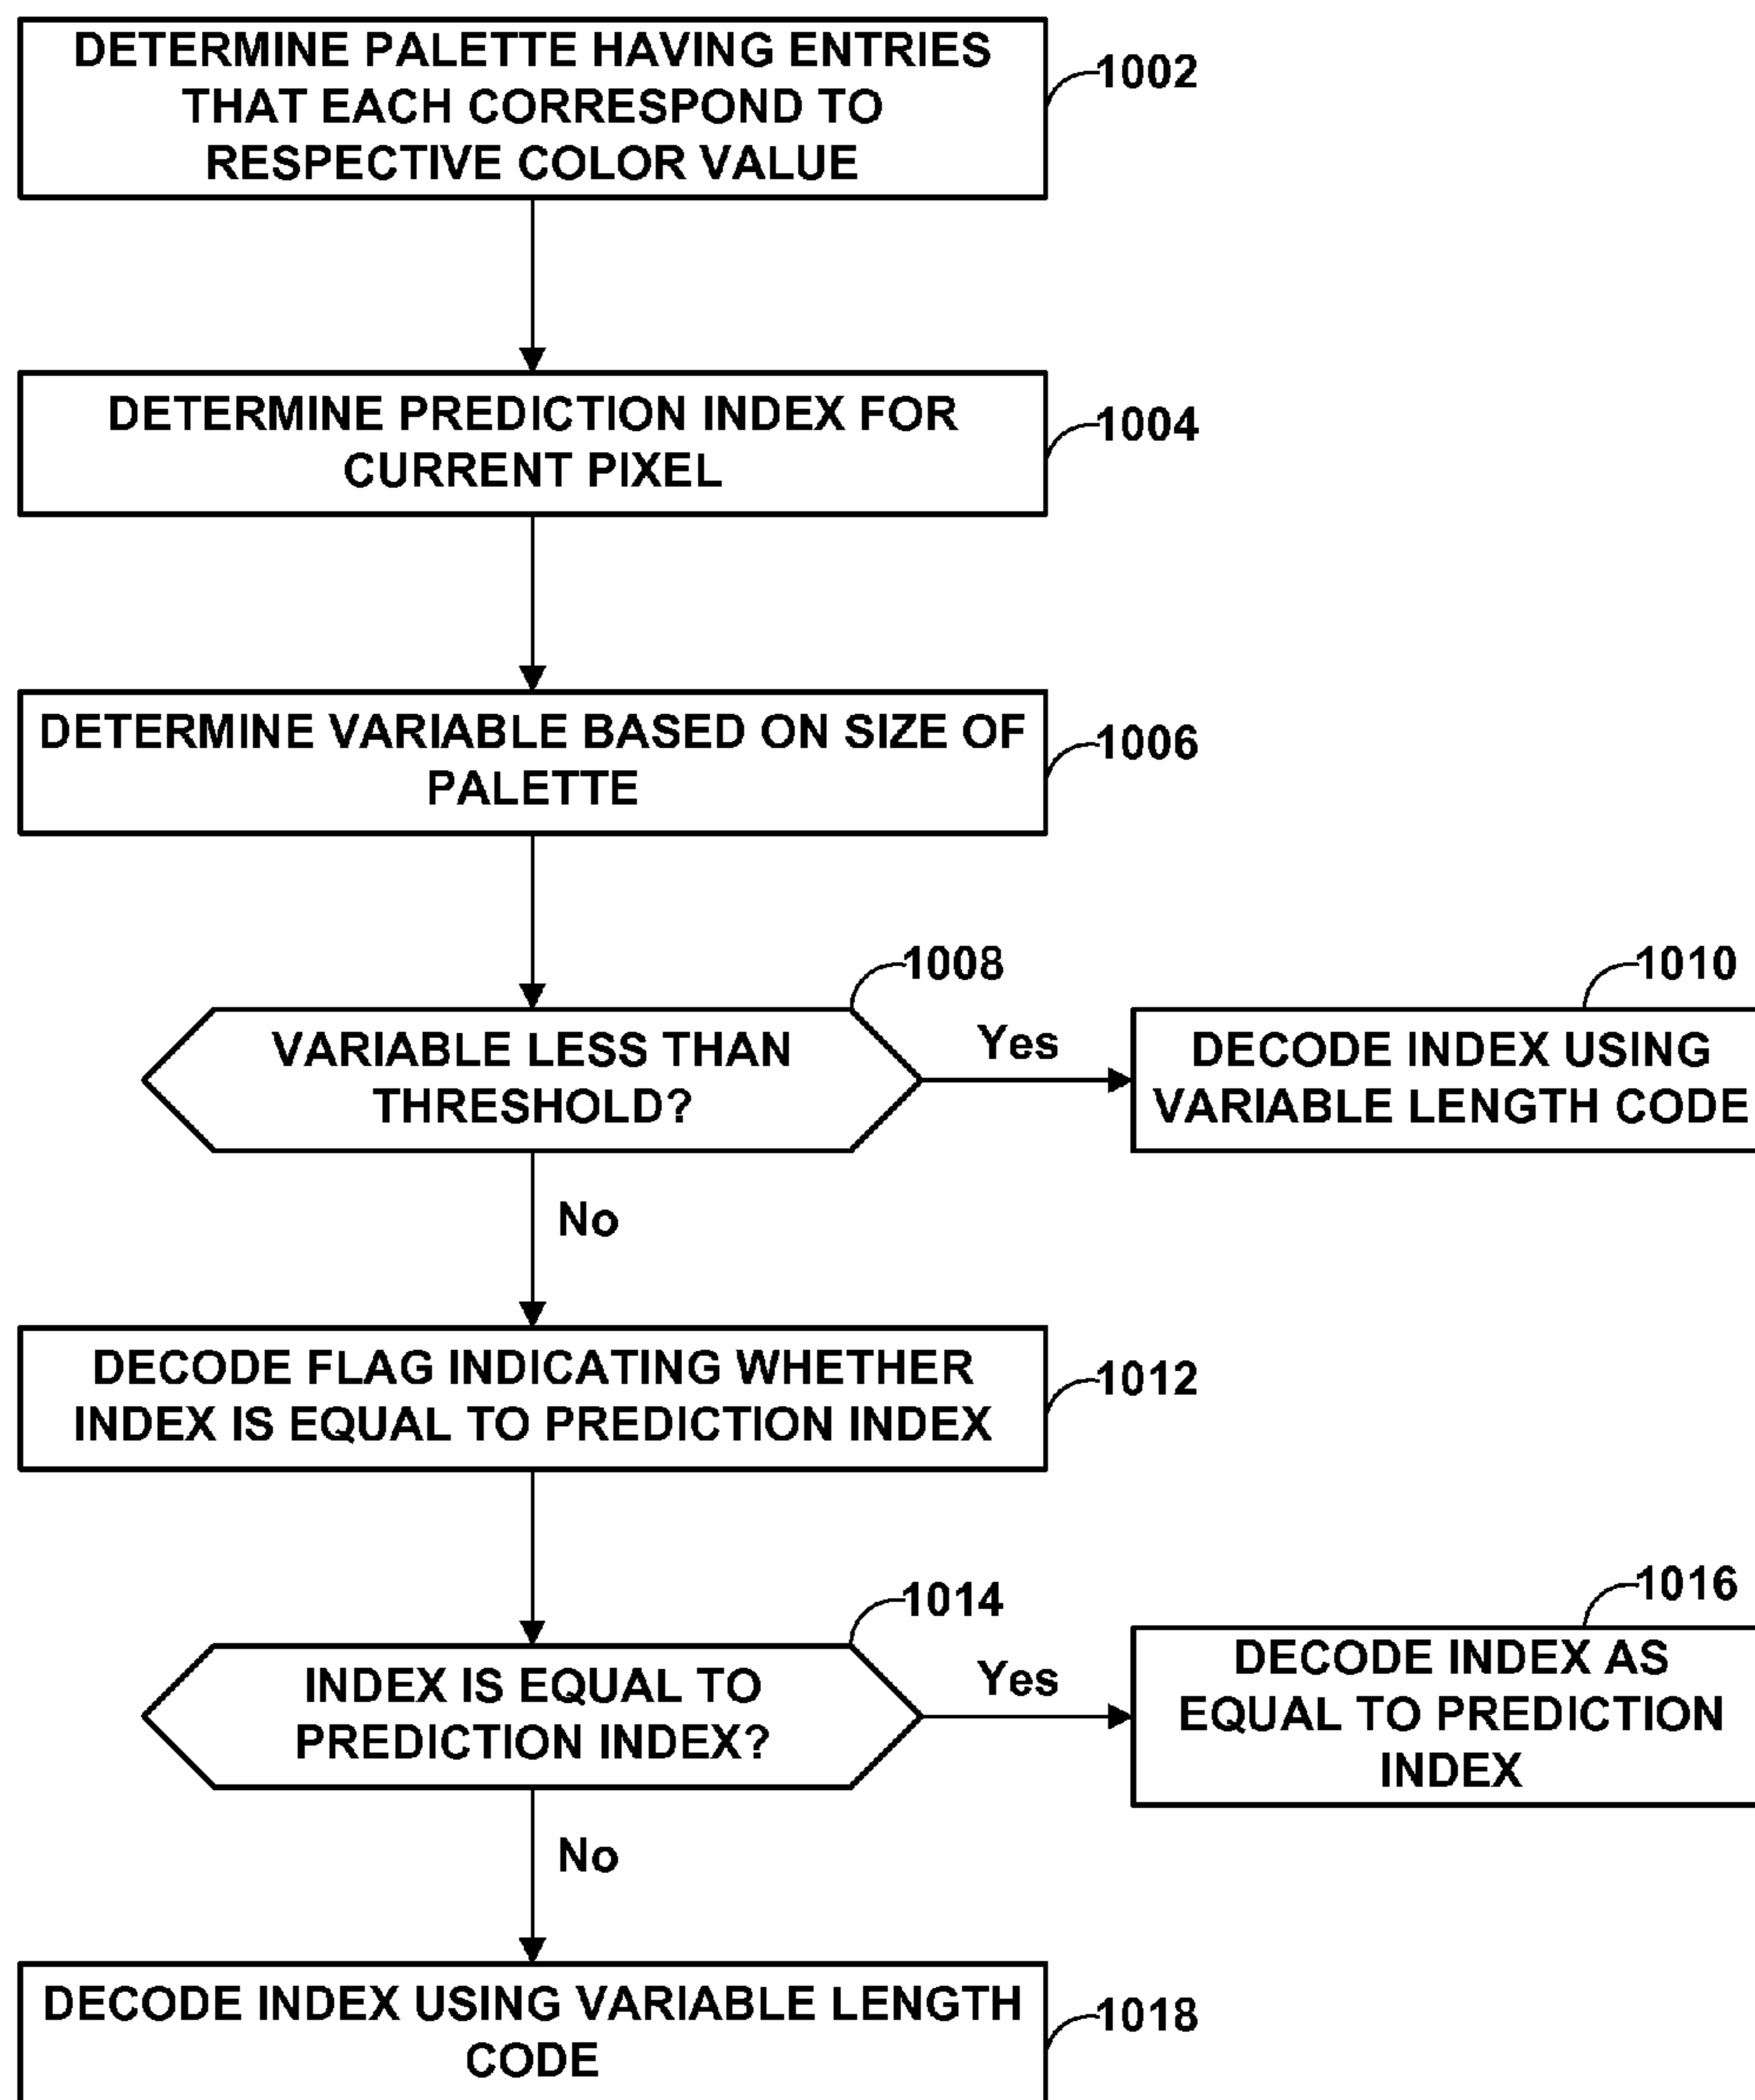 DETERMINE PALETTE HAVING ENTRIES
THAT EACH CORRESPOND TO
RESPECTIVE COLOR VALUE
1002
DETERMINE PREDICTION INDEX FOR
CURRENT PIXEL
1004
DETERMINE VARIABLE BASED ON SIZE OF
PALETTE
1006
VARIABLE LESS THAN
THRESHOLD?
1008
Yes
DECODE INDEX USING
VARIABLE LENGTH CODE
1010
No
DECODE FLAG INDICATING WHETHER
INDEX IS EQUAL TO PREDICTION INDEX
1012
INDEX IS EQUAL TO
PREDICTION INDEX?
1014
Yes
DECODE INDEX AS
EQUAL TO PREDICTION
INDEX
1016
No
DECODE INDEX USING VARIABLE LENGTH
CODE
1018